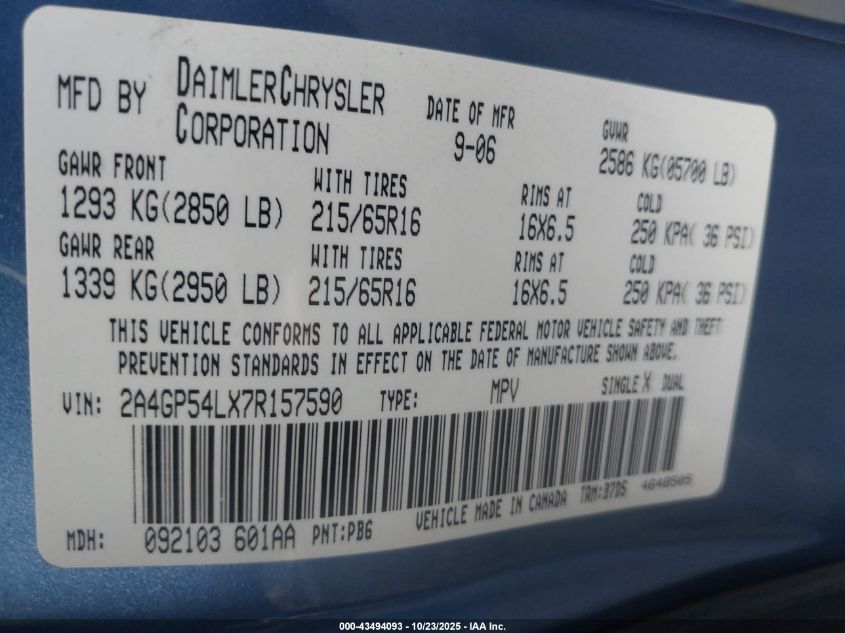 MFD BY DAIMLERCHRYSLER CORPORATION DATE OF MFR 9-06 GVWR 2586 KG(05700 LB)
GAWR FRONT WITH TIRES RIMS AT COLD
1293 KG(2850 LB) 215/65R16 16X6.5 250 KPA( 36 PSI)
GAWR REAR WITH TIRES RIMS AT COLD
1339 KG(2950 LB) 215/65R16 16X6.5 250 KPA( 36 PSI)
THIS VEHICLE CONFORMS TO ALL APPLICABLE FEDERAL MOTOR VEHICLE SAFETY AND THEFT
PREVENTION STANDARDS IN EFFECT ON THE DATE OF MANUFACTURE SHOWN ABOVE.
VIN: 2A4GP54LX7R157590 TYPE: MPV SINGLE X DUAL
MDH: 092103 601AA PNT:PB6 VEHICLE MADE IN CANADA TRM:B7D5 4648505
000-43494093 - 10/23/2025 - IAA Inc.